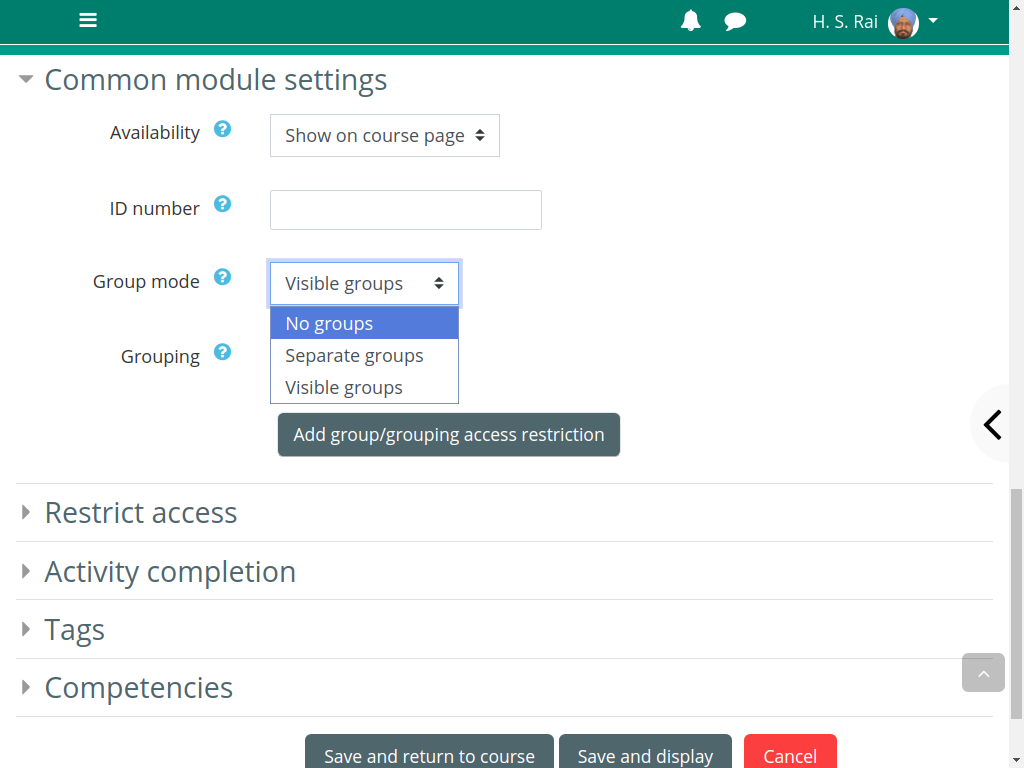 H. S. Rai
Common module settings
Availability ? Show on course page
ID number ?
Group mode ? Visible groups
No groups
Grouping ? Separate groups
Visible groups
Add group/grouping access restriction
Restrict access
Activity completion
Tags
Competencies
Save and return to course Save and display Cancel